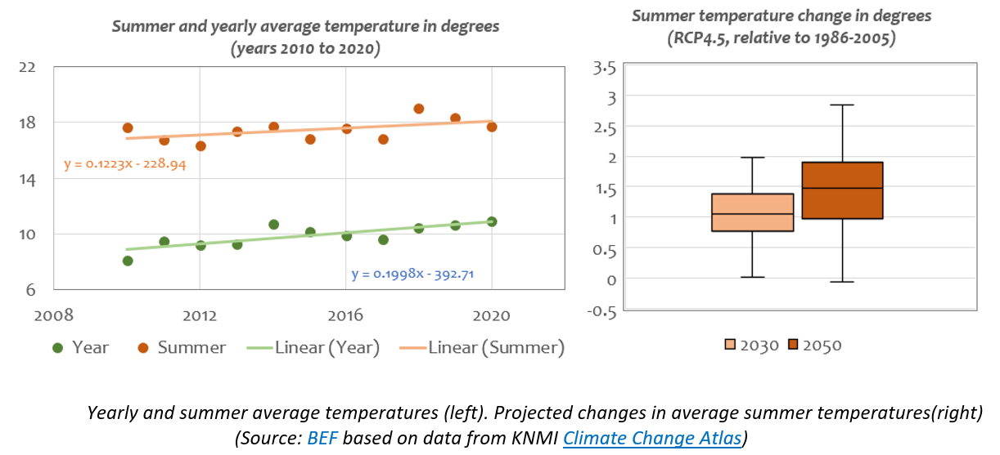 Summer and yearly average temperature in degrees
(years 2010 to 2020)
22
18
14
10
6
y = 0.1223x - 228.94
y = 0.1998x - 392.71
2008
2012
2016
2020
Year
Summer
Linear (Year)
Linear (Summer)
Summer temperature change in degrees
(RCP4.5, relative to 1986-2005)
3.5
3
2.5
2
1.5
1
0.5
0
-0.5
2030
2050
Yearly and summer average temperatures (left). Projected changes in average summer temperatures(right)
(Source: BEF based on data from KNMI Climate Change Atlas)